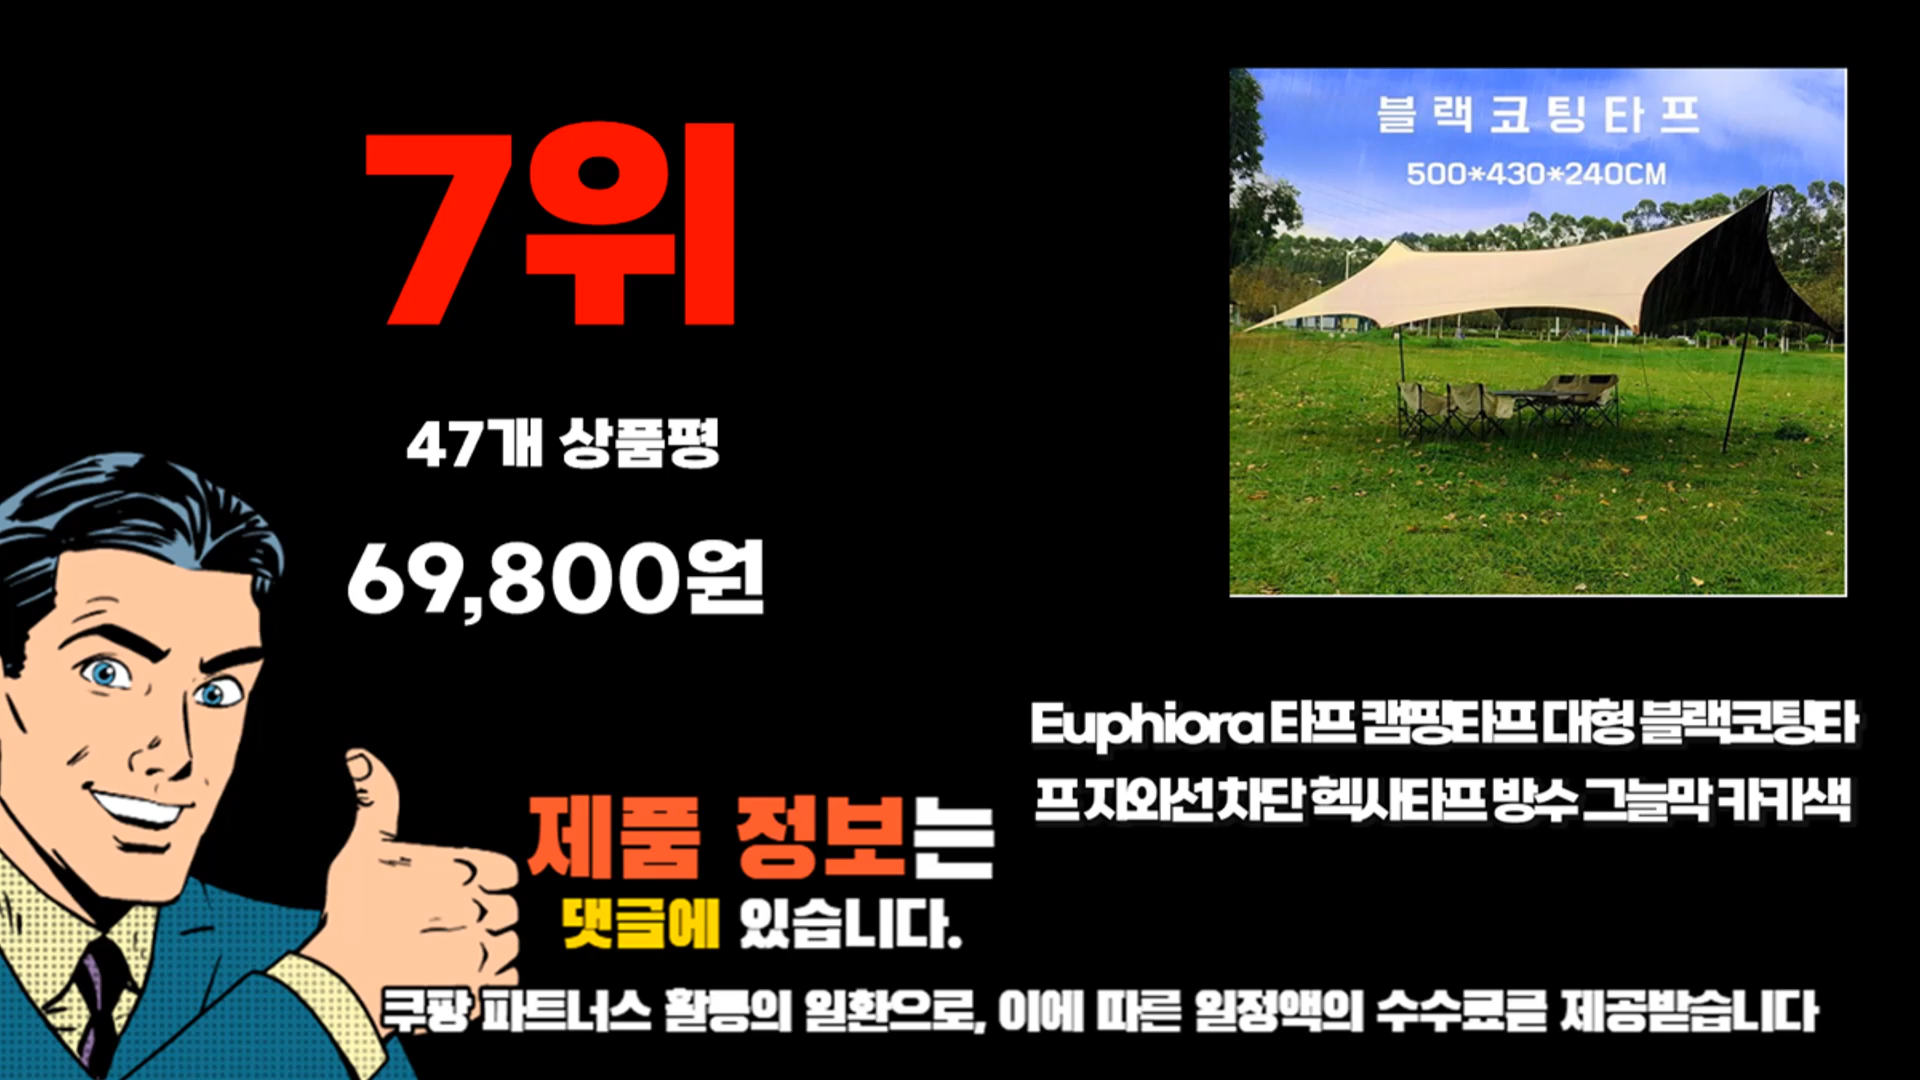 7위
47개 상품평
69,800원
블랙코팅타프
500*430*240CM
Euphiora 타프 캠핑타프 대형 블랙코팅타
프 자외선 차단 헥사타프 방수 그늘막 카키색
제품 정보는
댓글에 있습니다.
쿠팡 파트너스 활동의 일환으로, 이에 따른 일정액의 수수료를 제공받습니다